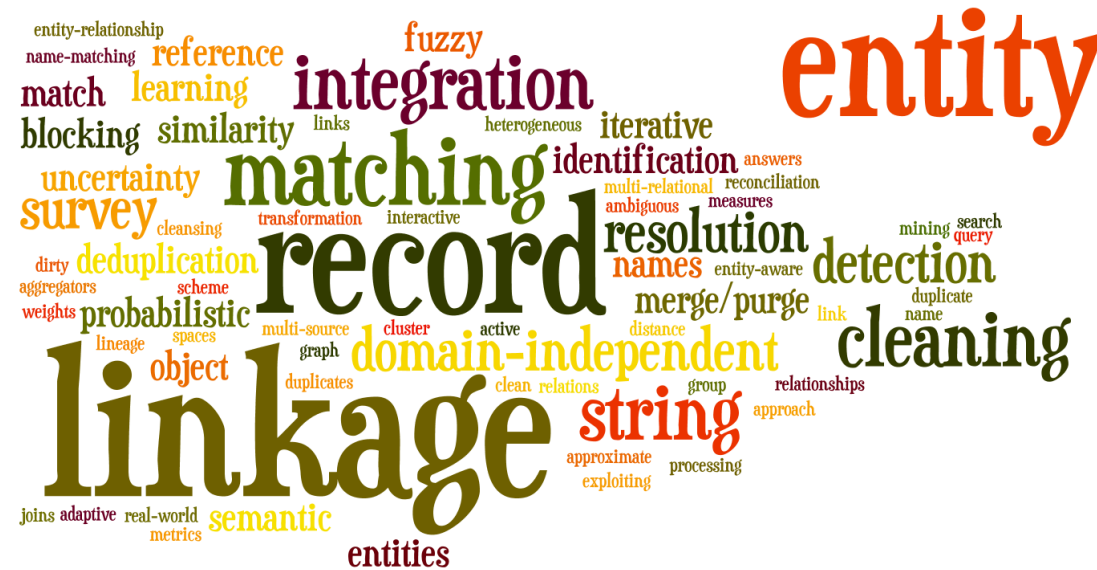 entity-relationship
fuzzy
entity
name-matching
reference
integration
match
learning
blocking
similarity
links
heterogeneous
iterative
matching
identification
answers
uncertainty
multi-relational
reconciliation
survey
ambiguous
measures
cleansing
transformation
interactive
record
resolution
mining
search
query
dirty
deduplication
names
entity-aware
detection
aggregators
scheme
merge/purge
duplicate
weights
probabilistic
link
name
spaces
multi-source
cluster
active
distance
cleaning
lineage
graph
domain-independent
object
linkage
duplicates
clean
relations
group
relationships
string
approach
approximate
processing
exploiting
joins
adaptive
real-world
semantic
metrics
entities